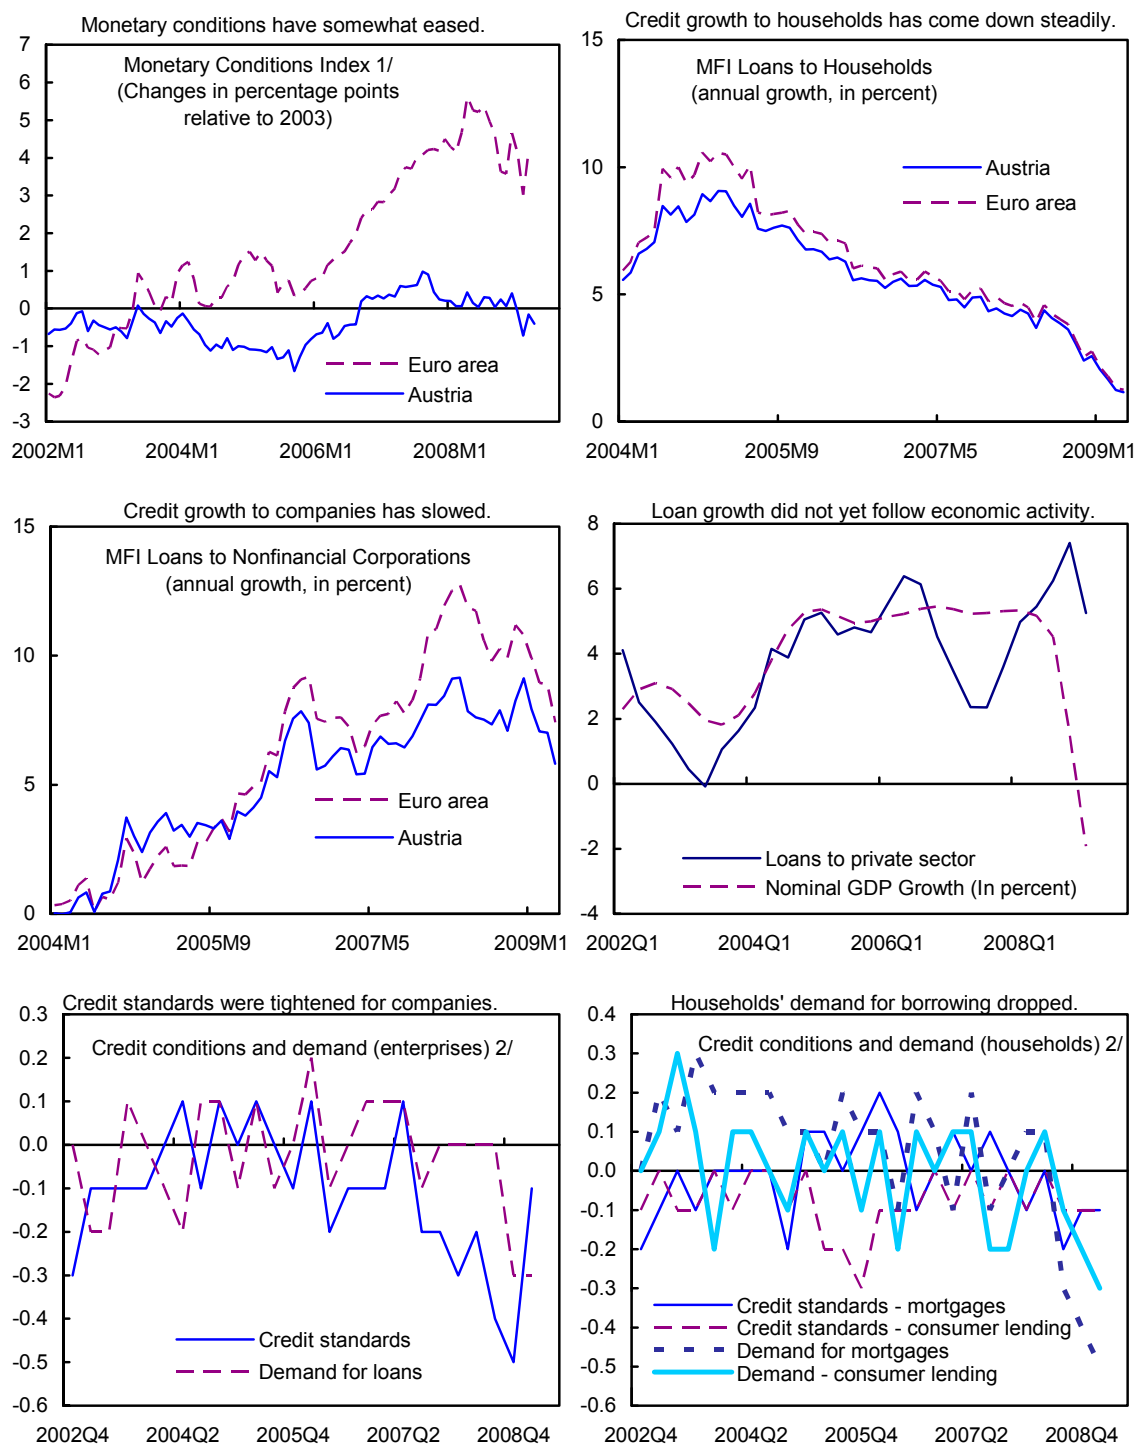 Monetary conditions have somewhat eased.
7
6
5
4
3
2
1
0
-1
-2
-3
Monetary Conditions Index 1/
(Changes in percentage points
relative to 2003)
Euro area
Austria
2002M1 2004M1 2006M1 2008M1
Credit growth to households has come down steadily.
15
10
5
0
MFI Loans to Households
(annual growth, in percent)
Austria
Euro area
2004M1 2005M9 2007M5 2009M1
Credit growth to companies has slowed.
15
10
5
0
MFI Loans to Nonfinancial Corporations
(annual growth, in percent)
Euro area
Austria
2004M1 2005M9 2007M5 2009M1
Loan growth did not yet follow economic activity.
8
6
4
2
0
-2
-4
Loans to private sector
Nominal GDP Growth (In percent)
2002Q1 2004Q1 2006Q1 2008Q1
Credit standards were tightened for companies.
0.3
0.2
0.1
0.0
-0.1
-0.2
-0.3
-0.4
-0.5
-0.6
Credit conditions and demand (enterprises) 2/
Credit standards
Demand for loans
2002Q4 2004Q2 2005Q4 2007Q2 2008Q4
Households' demand for borrowing dropped.
0.4
0.3
0.2
0.1
0.0
-0.1
-0.2
-0.3
-0.4
-0.5
-0.6
Credit conditions and demand (households) 2/
Credit standards - mortgages
Credit standards - consumer lending
Demand for mortgages
Demand - consumer lending
2002Q4 2004Q2 2005Q4 2007Q2 2008Q4